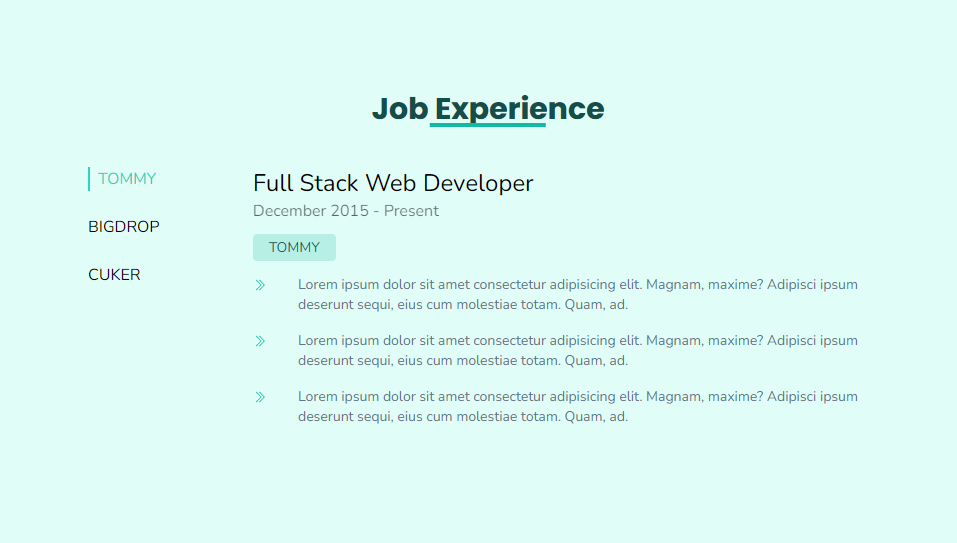 Job Experience
TOMMY
BIGDROP
CUKER
Full Stack Web Developer
December 2015 - Present
TOMMY
Lorem ipsum dolor sit amet consectetur adipisicing elit. Magnam, maxime? Adipisci ipsum
deserunt sequi, eius cum molestiae totam. Quam, ad.
Lorem ipsum dolor sit amet consectetur adipisicing elit. Magnam, maxime? Adipisci ipsum
deserunt sequi, eius cum molestiae totam. Quam, ad.
Lorem ipsum dolor sit amet consectetur adipisicing elit. Magnam, maxime? Adipisci ipsum
deserunt sequi, eius cum molestiae totam. Quam, ad.